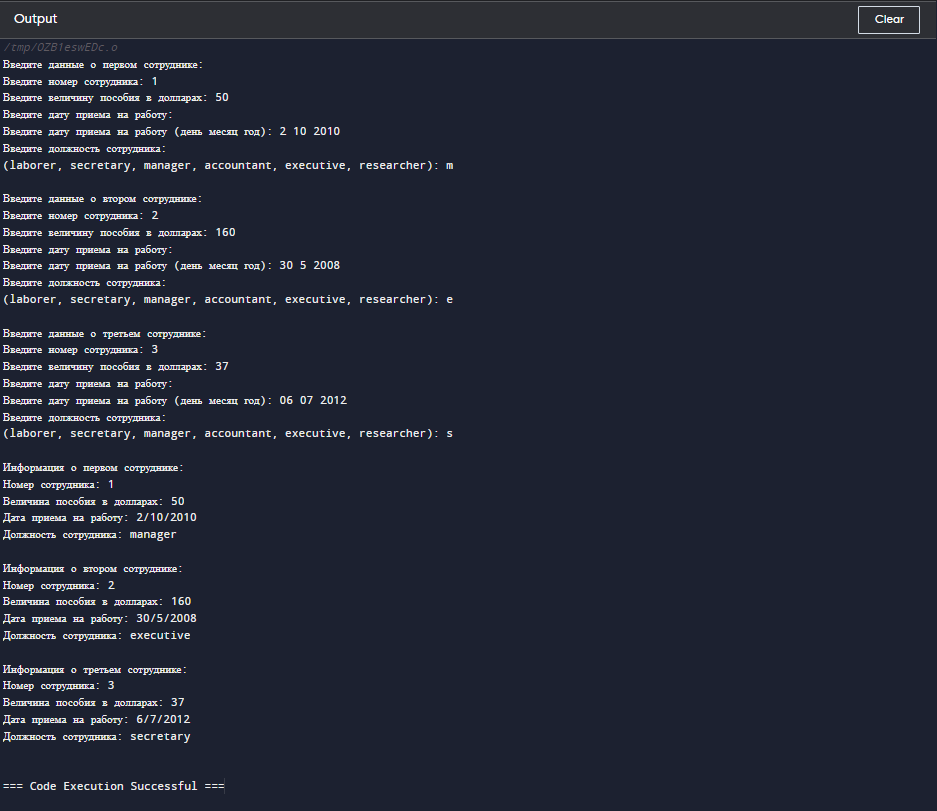 Output
Clear
/tmp/OZB1eswEDc.o
Введите данные о первом сотруднике:
Введите номер сотрудника: 1
Введите величину пособия в долларах: 50
Введите дату приема на работу:
Введите дату приема на работу (день месяц год): 2 10 2010
Введите должность сотрудника:
(laborer, secretary, manager, accountant, executive, researcher): m
Введите данные о втором сотруднике:
Введите номер сотрудника: 2
Введите величину пособия в долларах: 160
Введите дату приема на работу:
Введите дату приема на работу (день месяц год): 30 5 2008
Введите должность сотрудника:
(laborer, secretary, manager, accountant, executive, researcher): e
Введите данные о третьем сотруднике:
Введите номер сотрудника: 3
Введите величину пособия в долларах: 37
Введите дату приема на работу:
Введите дату приема на работу (день месяц год): 06 07 2012
Введите должность сотрудника:
(laborer, secretary, manager, accountant, executive, researcher): s
Информация о первом сотруднике:
Номер сотрудника: 1
Величина пособия в долларах: 50
Дата приема на работу: 2/10/2010
Должность сотрудника: manager
Информация о втором сотруднике:
Номер сотрудника: 2
Величина пособия в долларах: 160
Дата приема на работу: 30/5/2008
Должность сотрудника: executive
Информация о третьем сотруднике:
Номер сотрудника: 3
Величина пособия в долларах: 37
Дата приема на работу: 6/7/2012
Должность сотрудника: secretary
=== Code Execution Successful ===